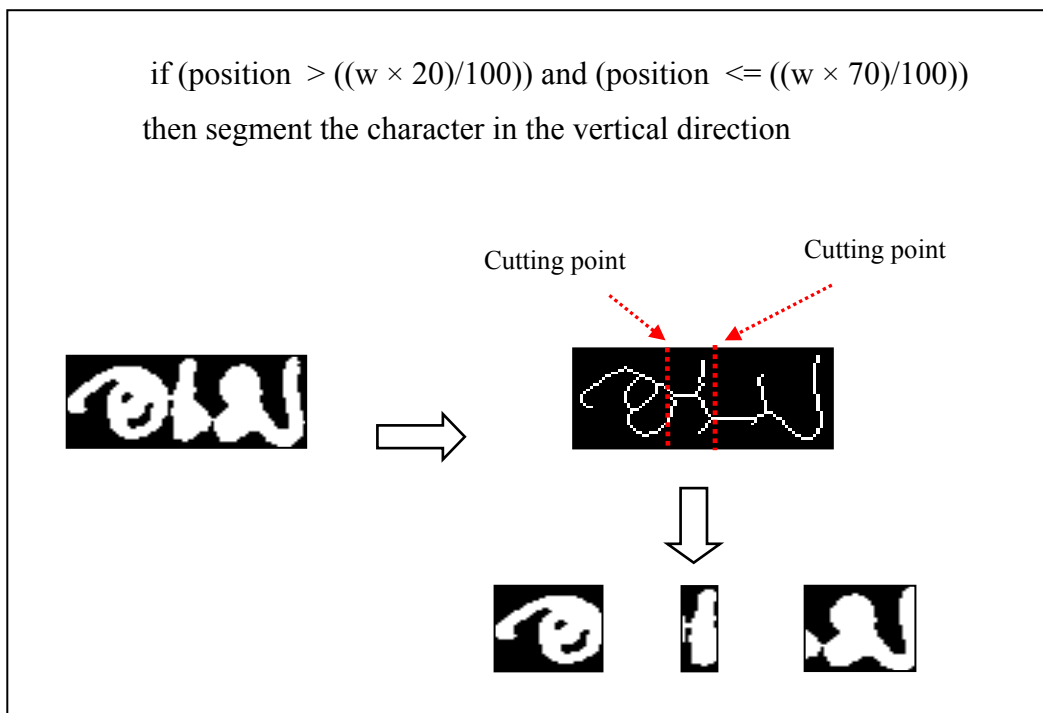 if (position > ((w × 20)/100)) and (position <= ((w × 70)/100))
then segment the character in the vertical direction
Cutting point
Cutting point